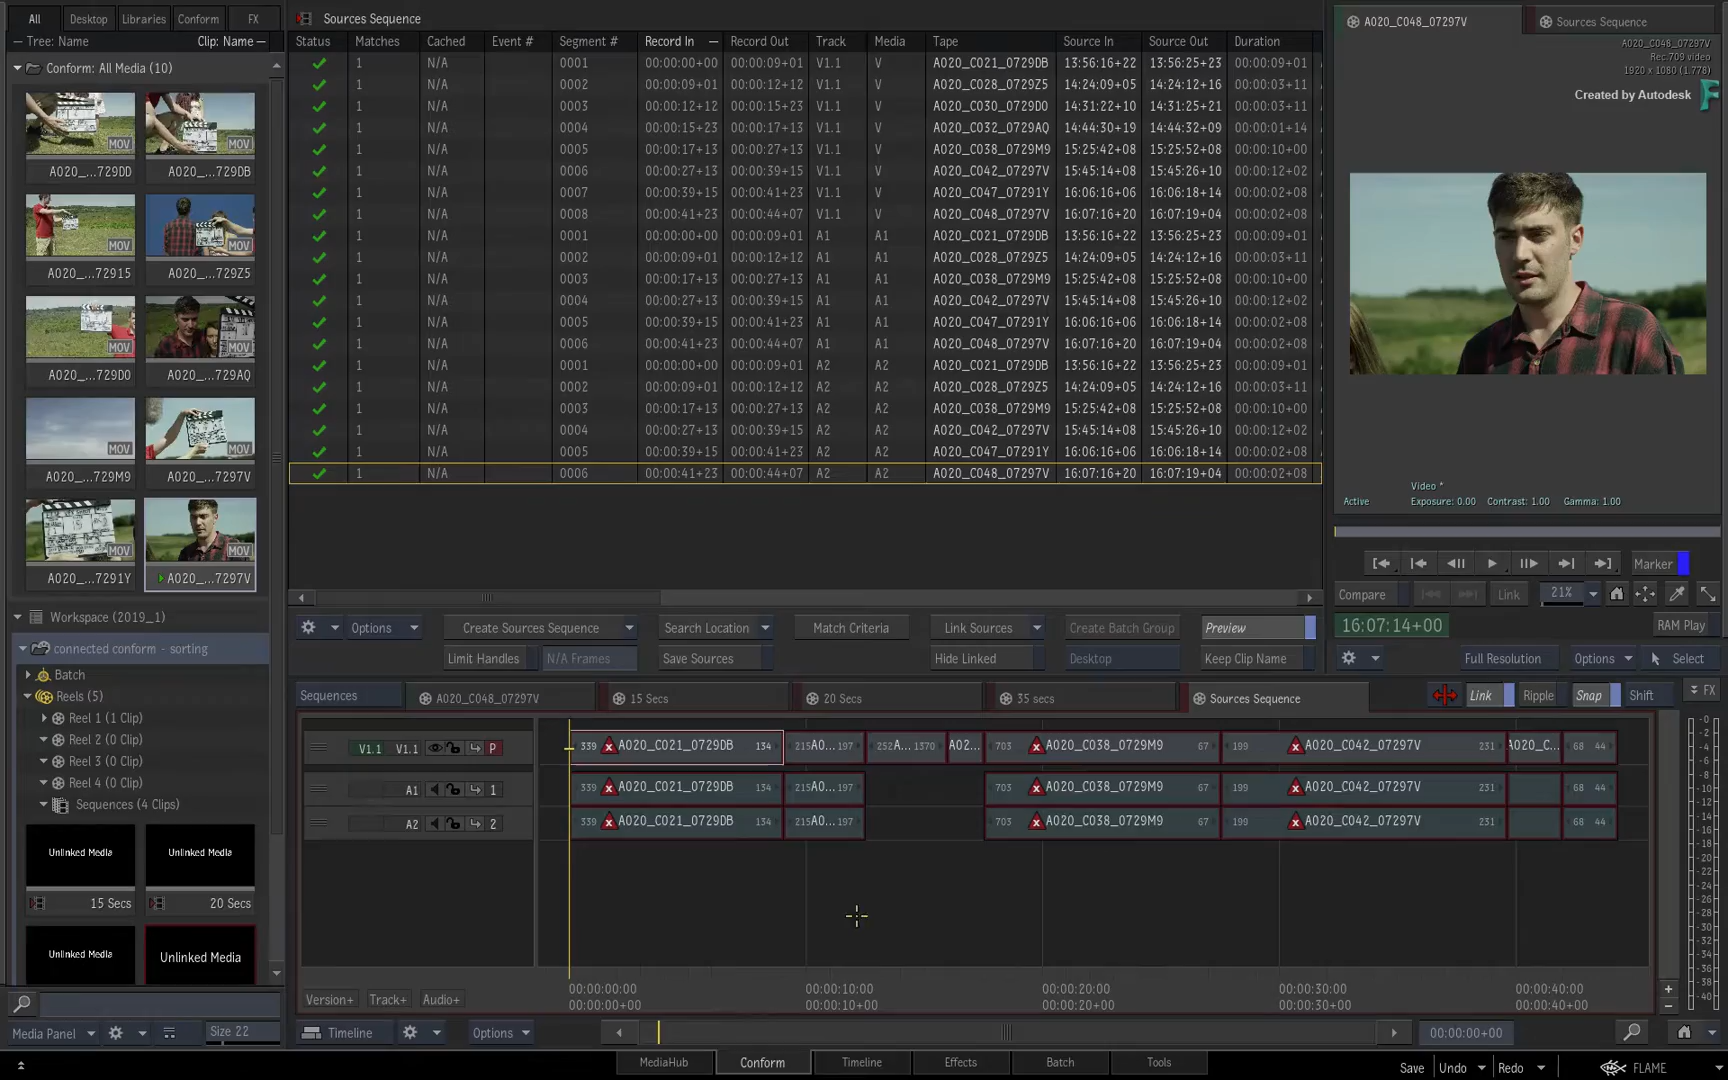 All Desktop Libraries Conform FX
Tree: Name Clip: Name
Conform: All Media (10)
MOV MOV
A020_...729DD A020_...729DB
MOV MOV
A020_...72915 A020_...729Z5
MOV MOV
A020_...729D0 A020_...729AQ
MOV MOV
A020_...729M9 A020_...7297V
MOV MOV
A020_...7291Y A020_...7297V
Workspace (2019_1)
connected conform - sorting
Batch
Reels (5)
Reel 1 (1 Clip)
Reel 2 (0 Clip)
Reel 3 (0 Clip)
Reel 4 (0 Clip)
Sequences (4 Clips)
Unlinked Media Unlinked Media
15 Secs 20 Secs
Unlinked Media Unlinked Media
Media Panel Size 22
Sources Sequence
Status Matches Cached Event # Segment # Record In Record Out Track Media Tape Source In Source Out Duration
1 N/A 0001 00:00:00+00 00:00:09+01 V1.1 V A020_C021_0729DB 13:56:16+22 13:56:25+23 00:00:09+01
1 N/A 0002 00:00:09+01 00:00:12+12 V1.1 V A020_C028_0729Z5 14:24:09+05 14:24:12+16 00:00:03+11
1 N/A 0003 00:00:12+12 00:00:15+23 V1.1 V A020_C030_0729D0 14:31:22+10 14:31:25+21 00:00:03+11
1 N/A 0004 00:00:15+23 00:00:17+13 V1.1 V A020_C032_0729AQ 14:44:30+19 14:44:32+09 00:00:01+14
1 N/A 0005 00:00:17+13 00:00:27+13 V1.1 V A020_C038_0729M9 15:25:42+08 15:25:52+08 00:00:10+00
1 N/A 0006 00:00:27+13 00:00:39+15 V1.1 V A020_C042_07297V 15:45:14+08 15:45:26+10 00:00:12+02
1 N/A 0007 00:00:39+15 00:00:41+23 V1.1 V A020_C047_07291Y 16:06:16+06 16:06:18+14 00:00:02+08
1 N/A 0008 00:00:41+23 00:00:44+07 V1.1 V A020_C048_07297V 16:07:16+20 16:07:19+04 00:00:02+08
1 N/A 0001 00:00:00+00 00:00:09+01 A1 A1 A020_C021_0729DB 13:56:16+22 13:56:25+23 00:00:09+01
1 N/A 0002 00:00:09+01 00:00:12+12 A1 A1 A020_C028_0729Z5 14:24:09+05 14:24:12+16 00:00:03+11
1 N/A 0003 00:00:17+13 00:00:27+13 A1 A1 A020_C038_0729M9 15:25:42+08 15:25:52+08 00:00:10+00
1 N/A 0004 00:00:27+13 00:00:39+15 A1 A1 A020_C042_07297V 15:45:14+08 15:45:26+10 00:00:12+02
1 N/A 0005 00:00:39+15 00:00:41+23 A1 A1 A020_C047_07291Y 16:06:16+06 16:06:18+14 00:00:02+08
1 N/A 0006 00:00:41+23 00:00:44+07 A1 A1 A020_C048_07297V 16:07:16+20 16:07:19+04 00:00:02+08
1 N/A 0001 00:00:00+00 00:00:09+01 A2 A2 A020_C021_0729DB 13:56:16+22 13:56:25+23 00:00:09+01
1 N/A 0002 00:00:09+01 00:00:12+12 A2 A2 A020_C028_0729Z5 14:24:09+05 14:24:12+16 00:00:03+11
1 N/A 0003 00:00:17+13 00:00:27+13 A2 A2 A020_C038_0729M9 15:25:42+08 15:25:52+08 00:00:10+00
1 N/A 0004 00:00:27+13 00:00:39+15 A2 A2 A020_C042_07297V 15:45:14+08 15:45:26+10 00:00:12+02
1 N/A 0005 00:00:39+15 00:00:41+23 A2 A2 A020_C047_07291Y 16:06:16+06 16:06:18+14 00:00:02+08
1 N/A 0006 00:00:41+23 00:00:44+07 A2 A2 A020_C048_07297V 16:07:16+20 16:07:19+04 00:00:02+08
Options Create Sources Sequence Search Location Match Criteria Link Sources Create Batch Group Preview
Limit Handles N/A Frames Save Sources Hide Linked Desktop Keep Clip Name
A020_C048_07297V Sources Sequence
A020_C048_07297V
Rec.709 video
1920 x 1080 (1.778)
Created by Autodesk
Video *
Active Exposure: 0.00 Contrast: 1.00 Gamma: 1.00
Marker
Compare Link 21%
16:07:14+00 RAM Play
Full Resolution Options Select
Sequences A020_C048_07297V 15 Secs 20 Secs 35 secs Sources Sequence Link Ripple Snap Shift FX
V1.1 V1.1 P 339 A020_C021_0729DB 134 215 A0... 197 252 A... 1370 A02... 703 A020_C038_0729M9 67 199 A020_C042_07297V 231 A020_C... 68 44
A1 1 339 A020_C021_0729DB 134 215 A0... 197 703 A020_C038_0729M9 67 199 A020_C042_07297V 231 68 44
A2 2 339 A020_C021_0729DB 134 215 A0... 197 703 A020_C038_0729M9 67 199 A020_C042_07297V 231 68 44
-0
-2
-4
-6
-8
-10
-12
-14
-16
-18
-20
-22
-24
-26
-28
-30
-35
-40
00:00:00:00 00:00:10:00 00:00:20:00 00:00:30:00 00:00:40:00
Version+ Track+ Audio+ 00:00:00+00 00:00:10+00 00:00:20+00 00:00:30+00 00:00:40+00
Timeline Options 00:00:00+00
MediaHub Conform Timeline Effects Batch Tools
Save Undo Redo FLAME